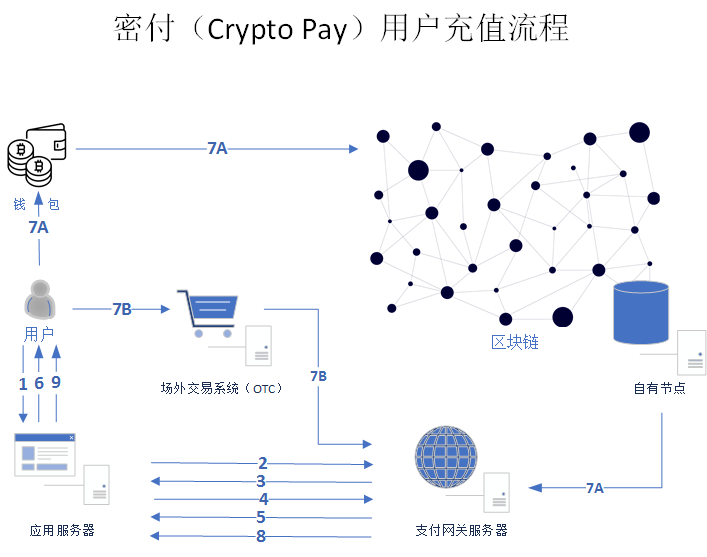 密付（Crypto Pay）用户充值流程
7A
钱 包
7A
7B
用户
区块链
7B
1 6 9
场外交易系统（OTC）
自有节点
2
3
4
7A
5
8
应用服务器
支付网关服务器